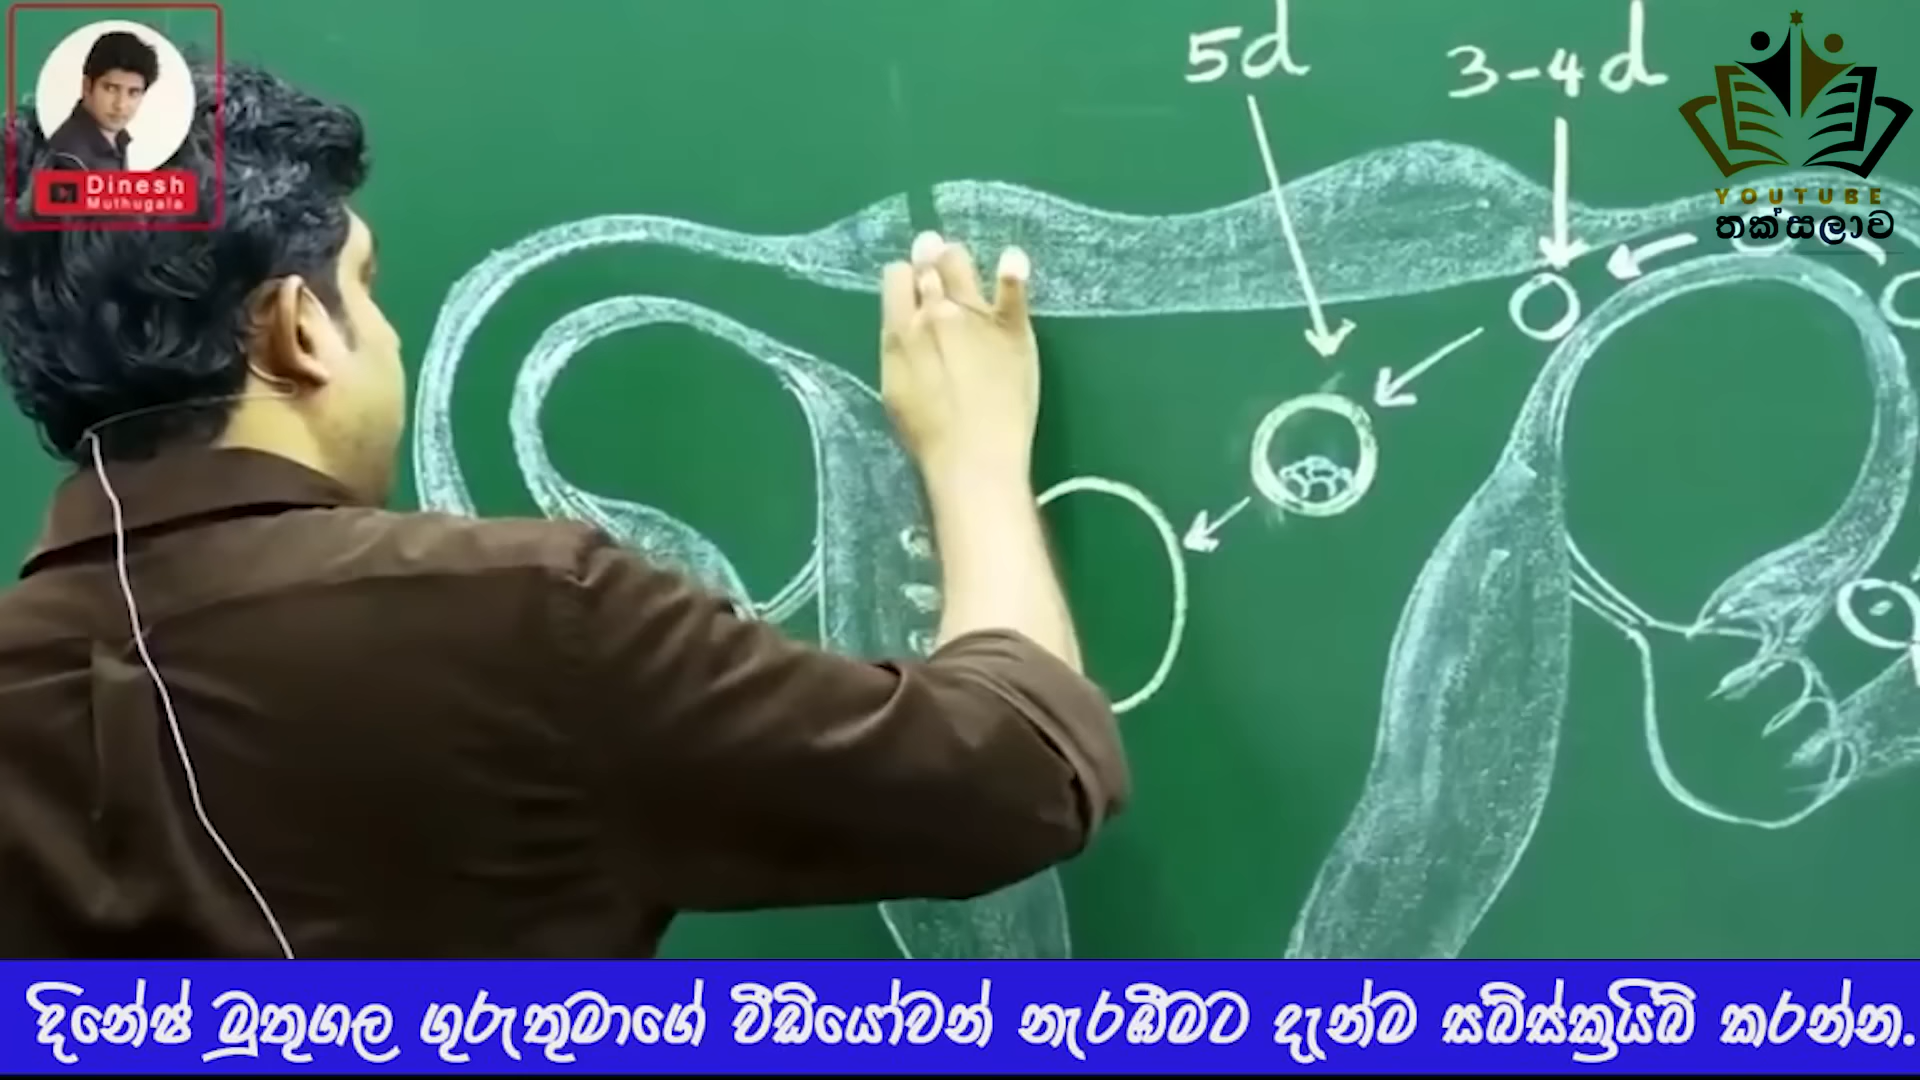 Dinesh
Muthugala
5d
3-4d
YOUTUBE
තක්සලාව
දිනේෂ් මුතුගල ගුරුතුමාගේ වීඩියෝවන් නැරඹීමට දැන්ම සබ්ස්ක්‍රයිබ් කරන්න.